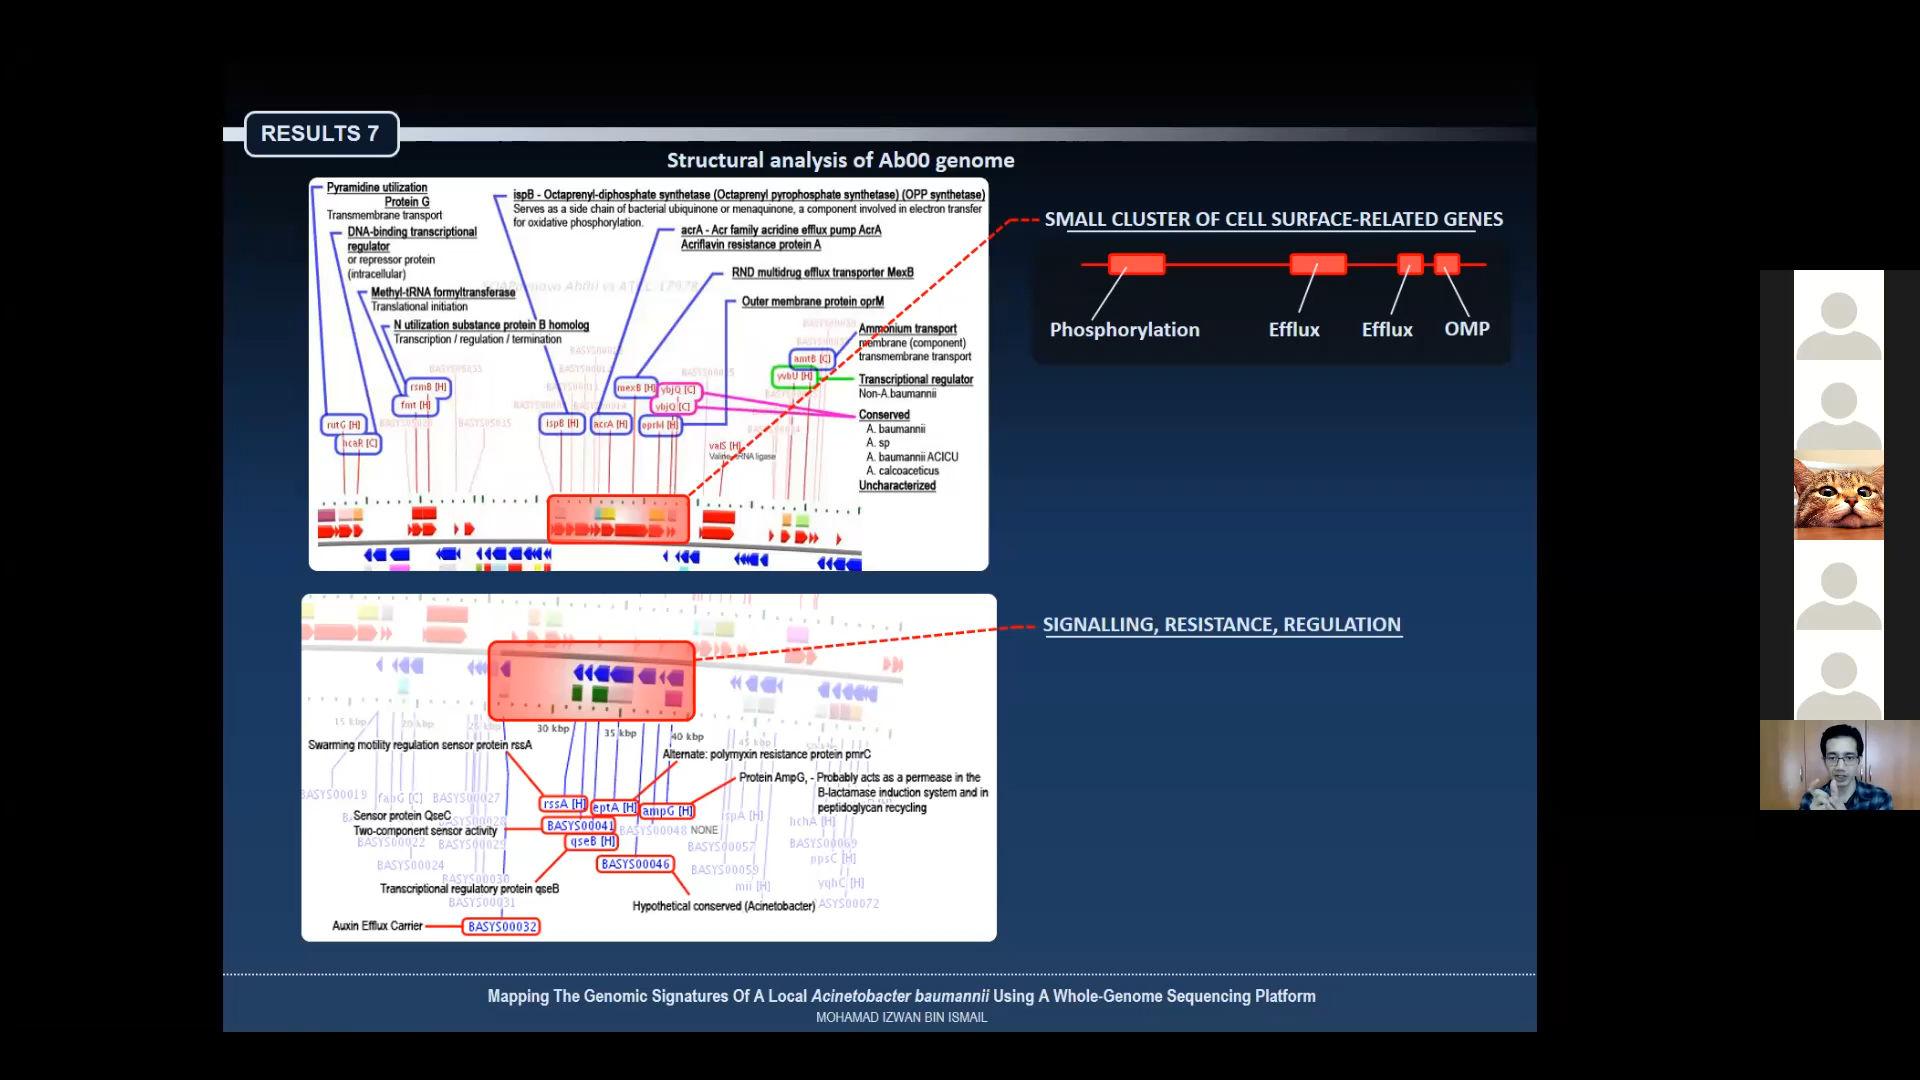 RESULTS 7
Structural analysis of Ab00 genome
Pyramidine utilization
Protein G
Transmembrane transport
DNA-binding transcriptional
regulator
or repressor protein
(intracellular)
Methyl-tRNA formyltransferase
Translational initiation
N utilization substance protein B homolog
Transcription / regulation / termination
ispB - Octaprenyl-diphosphate synthetase (Octaprenyl pyrophosphate synthetase) (OPP synthetase)
Serves as a side chain of bacterial ubiquinone or menaquinone, a component involved in electron transfer
for oxidative phosphorylation.
acrA - Acr family acridine efflux pump AcrA
Acriflavin resistance protein A
RND multidrug efflux transporter MexB
Outer membrane protein oprM
Ammonium transport
membrane (component)
transmembrane transport
Transcriptional regulator
Non-A.baumannii
Conserved
A. baumannii
A. sp
A. baumannii ACICU
A. calcoaceticus
Uncharacterized
amtB [C]
yvbU [H]
rsmB [H]
fmt [H]
mexB [H]
ybjQ [C]
ybjQ [C]
rutG [H]
hcaR [C]
ispB [H]
acrA [H]
oprM [H]
valS [H]
SMALL CLUSTER OF CELL SURFACE-RELATED GENES
Phosphorylation
Efflux
Efflux
OMP
SIGNALLING, RESISTANCE, REGULATION
15 kbp
20 kbp
30 kbp
35 kbp
40 kbp
Swarming motility regulation sensor protein rssA
Alternate: polymyxin resistance protein pmrC
Protein AmpG, - Probably acts as a permease in the
B-lactamase induction system and in
peptidoglycan recycling
BASYS00019
fabG [C]
BASYS00027
rssA [H]
eptA [H]
ampG [H]
Sensor protein QseC
Two-component sensor activity
BASYS00041
BASYS00048
NONE
ispA [H]
hchA [H]
BASYS00022
BASYS00029
qseB [H]
BASYS00057
BASYS00069
BASYS00024
BASYS00046
BASYS00059
ppsC [H]
BASYS00030
mii [H]
yqhC [H]
Transcriptional regulatory protein qseB
BASYS00031
Hypothetical conserved (Acinetobacter)
BASYS00072
Auxin Efflux Carrier
BASYS00032
Mapping The Genomic Signatures Of A Local Acinetobacter baumannii Using A Whole-Genome Sequencing Platform
MOHAMAD IZWAN BIN ISMAIL